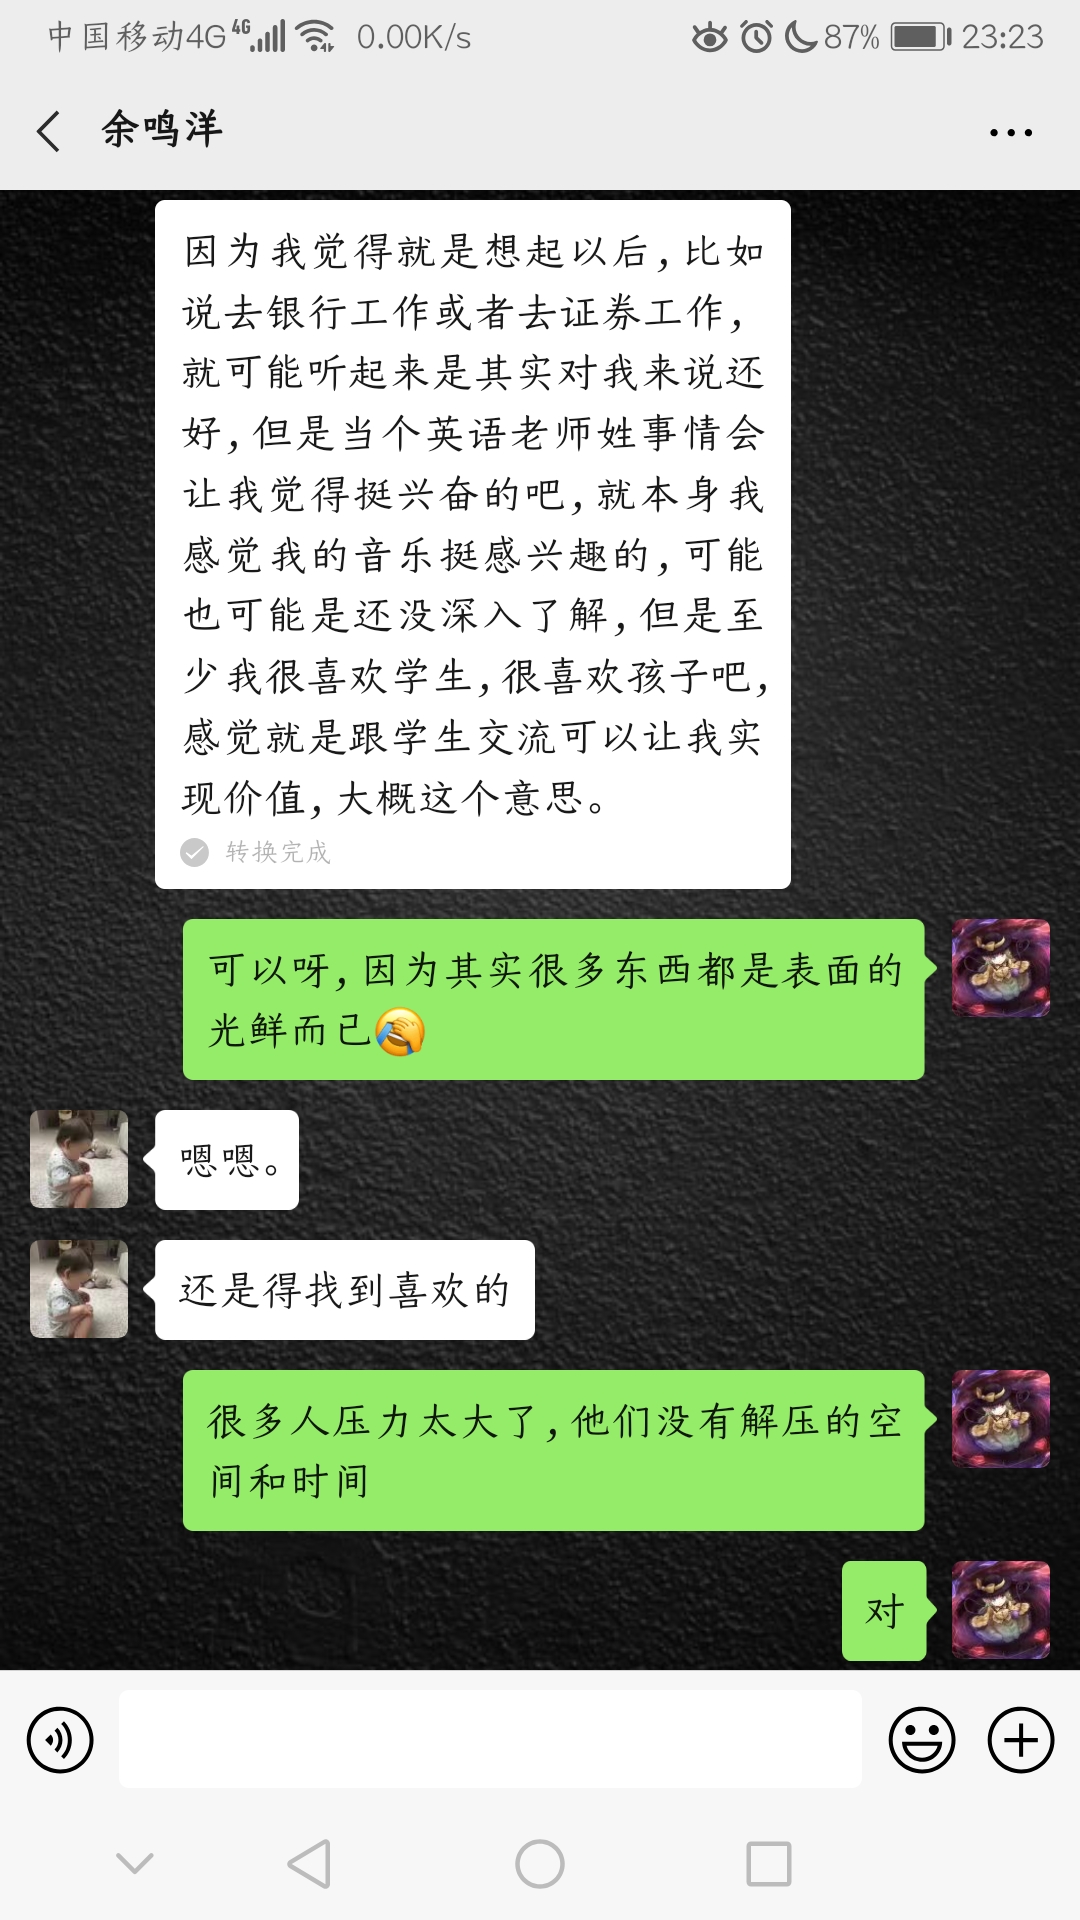 中国移动4G 4G 0.00K/s 87% 23:23
余鸣洋
因为我觉得就是想起以后,比如
说去银行工作或者去证券工作,
就可能听起来是其实对我来说还
好,但是当个英语老师姓事情会
让我觉得挺兴奋的吧,就本身我
感觉我的音乐挺感兴趣的,可能
也可能是还没深入了解,但是至
少我很喜欢学生,很喜欢孩子吧,
感觉就是跟学生交流可以让我实
现价值,大概这个意思。
转换完成
可以呀,因为其实很多东西都是表面的
光鲜而已🤦
嗯嗯。
还是得找到喜欢的
很多人压力太大了,他们没有解压的空
间和时间
对